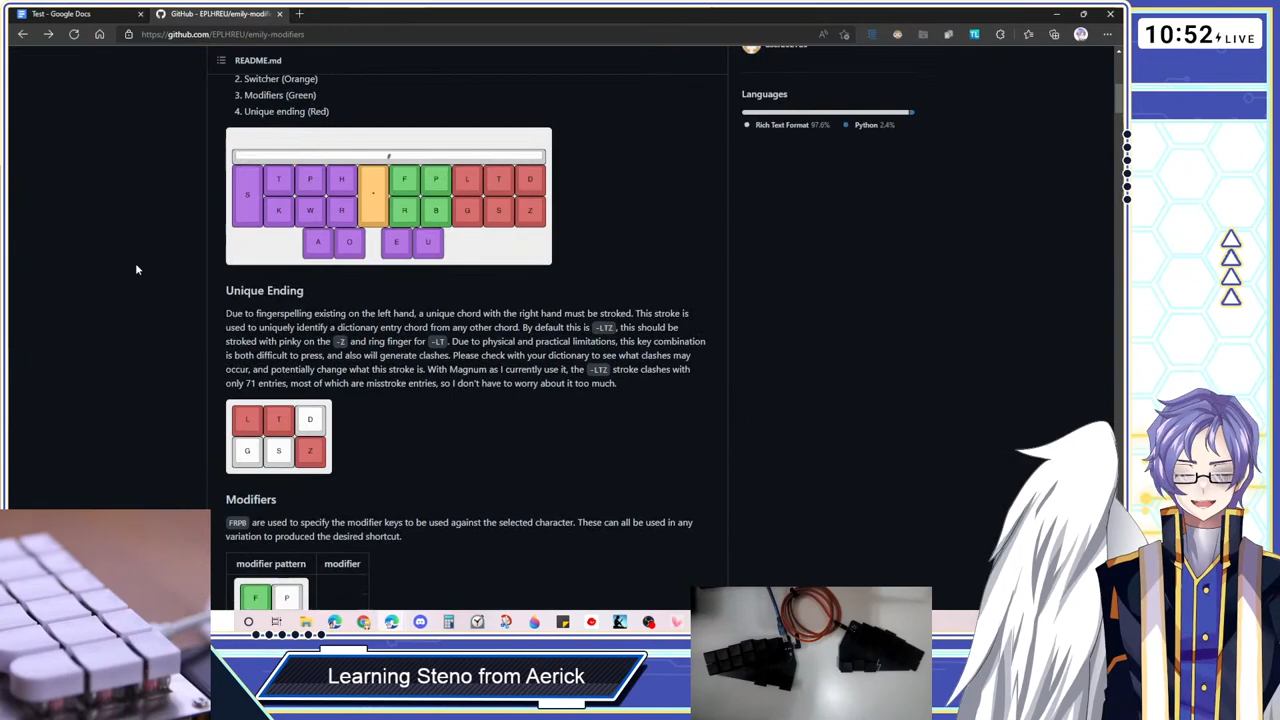 Test - Google Docs
GitHub - EPLHREU/emily-modifi
https://github.com/EPLHREU/emily-modifiers
10:52 LIVE
README.md
2. Switcher (Orange)
3. Modifiers (Green)
4. Unique ending (Red)
#
S T P H * F P L T D
K W R R B G S Z
A O E U
Languages
Rich Text Format 97.6% Python 2.4%
Unique Ending
Due to fingerspelling existing on the left hand, a unique chord with the right hand must be stroked. This stroke is
used to uniquely identify a dictionary entry chord from any other chord. By default this is -LTZ, this should be
stroked with pinky on the -Z and ring finger for -LT. Due to physical and practical limitations, this key combination
is both difficult to press, and also will generate clashes. Please check with your dictionary to see what clashes may
occur, and potentially change what this stroke is. With Magnum as I currently use it, the -LTZ stroke clashes with
only 71 entries, most of which are misstroke entries, so I don't have to worry about it too much.
L T D
G S Z
Modifiers
FRPB are used to specify the modifier keys to be used against the selected character. These can all be used in any
variation to produced the desired shortcut.
modifier pattern modifier
F P
Learning Steno from Aerick